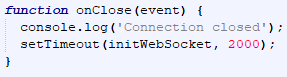 function onClose(event) {
  console.log('Connection closed');
  setTimeout(initWebSocket, 2000);
}